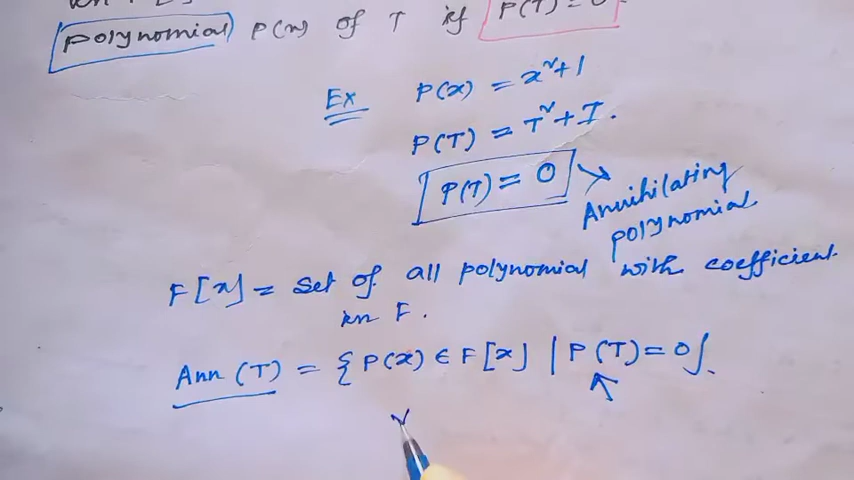 polynomial P(x) of T if P(T) = 0.
Ex P(x) = x²+1
P(T) = T²+I.
P(T) = 0
Annihilating
polynomial
F[x] = Set of all polynomial with coefficient
in F.
Ann (T) = { P(x) ∈ F[x] | P(T) = 0}.